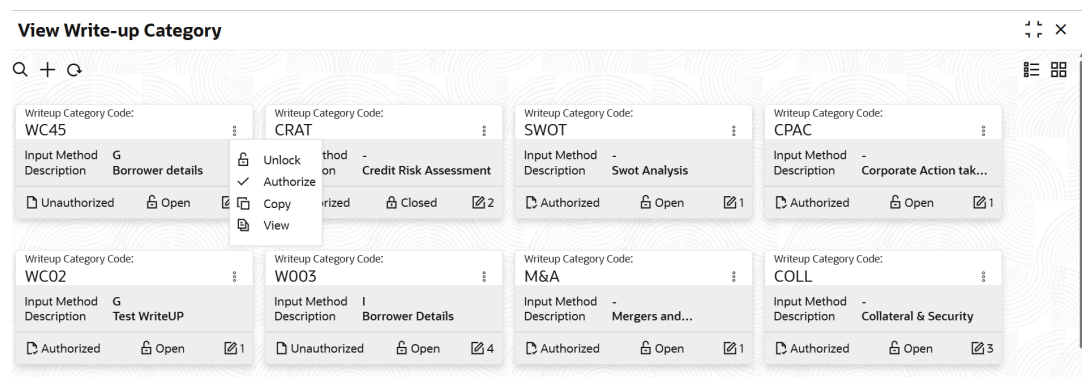 View Write-up Category
Writeup Category Code:
WC45
Input Method G
Description Borrower details
Unauthorized Open
Unlock
Authorize
Copy
View
Writeup Category Code:
CRAT
-
Credit Risk Assessment
Closed 2
Writeup Category Code:
SWOT
Input Method -
Description Swot Analysis
Authorized Open 1
Writeup Category Code:
CPAC
Input Method -
Description Corporate Action tak...
Authorized Open 1
Writeup Category Code:
WC02
Input Method G
Description Test WriteUP
Authorized Open 1
Writeup Category Code:
W003
Input Method I
Description Borrower Details
Unauthorized Open 4
Writeup Category Code:
M&A
Input Method -
Description Mergers and...
Authorized Open 1
Writeup Category Code:
COLL
Input Method -
Description Collateral & Security
Authorized Open 3